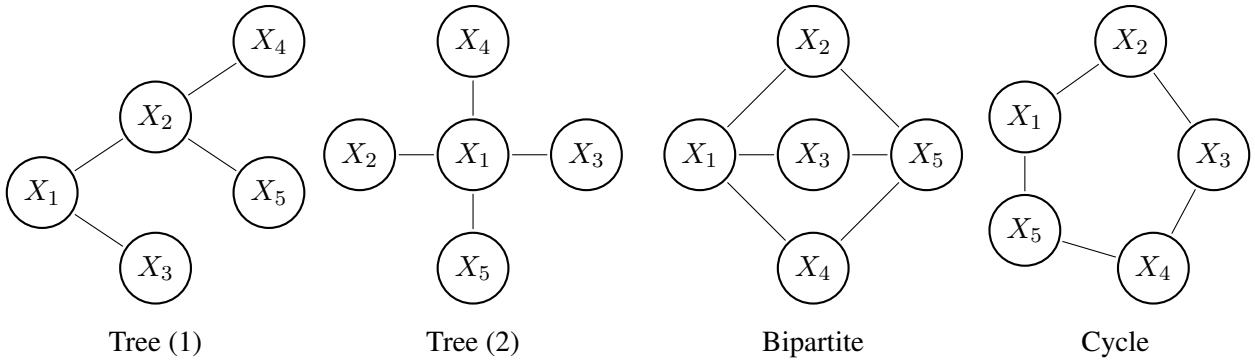 X4
X2
X1
X5
X3
Tree (1)
X4
X2 X1 X3
X5
Tree (2)
X2
X1 X3 X5
X4
Bipartite
X2
X1
X3
X5
X4
Cycle